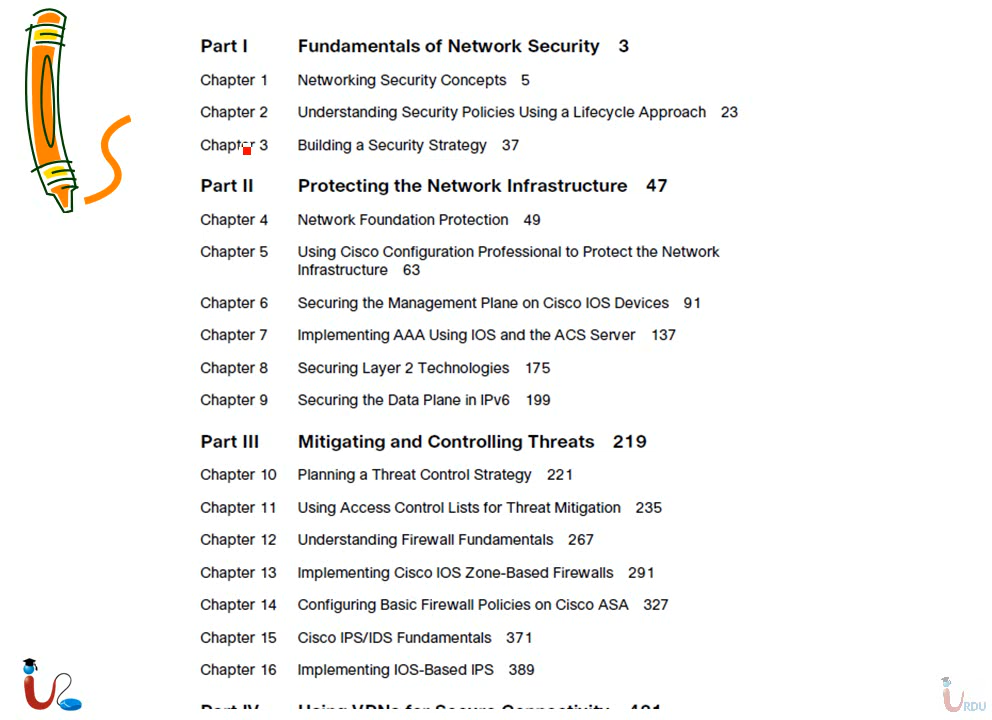 Part I Fundamentals of Network Security 3
Chapter 1 Networking Security Concepts 5
Chapter 2 Understanding Security Policies Using a Lifecycle Approach 23
Chapter 3 Building a Security Strategy 37
Part II Protecting the Network Infrastructure 47
Chapter 4 Network Foundation Protection 49
Chapter 5 Using Cisco Configuration Professional to Protect the Network
Infrastructure 63
Chapter 6 Securing the Management Plane on Cisco IOS Devices 91
Chapter 7 Implementing AAA Using IOS and the ACS Server 137
Chapter 8 Securing Layer 2 Technologies 175
Chapter 9 Securing the Data Plane in IPv6 199
Part III Mitigating and Controlling Threats 219
Chapter 10 Planning a Threat Control Strategy 221
Chapter 11 Using Access Control Lists for Threat Mitigation 235
Chapter 12 Understanding Firewall Fundamentals 267
Chapter 13 Implementing Cisco IOS Zone-Based Firewalls 291
Chapter 14 Configuring Basic Firewall Policies on Cisco ASA 327
Chapter 15 Cisco IPS/IDS Fundamentals 371
Chapter 16 Implementing IOS-Based IPS 389
Part IV Using VPNs for Secure Connectivity
URDU